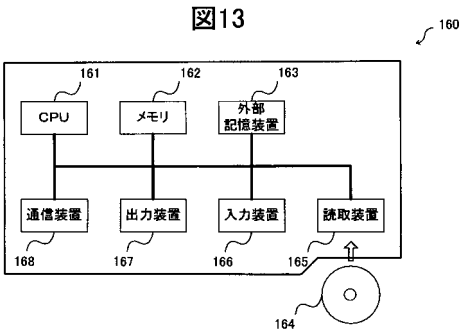 図13
160
161
162
163
CPU
メモリ
外部
記憶装置
通信装置
出力装置
入力装置
読取装置
168
167
166
165
164